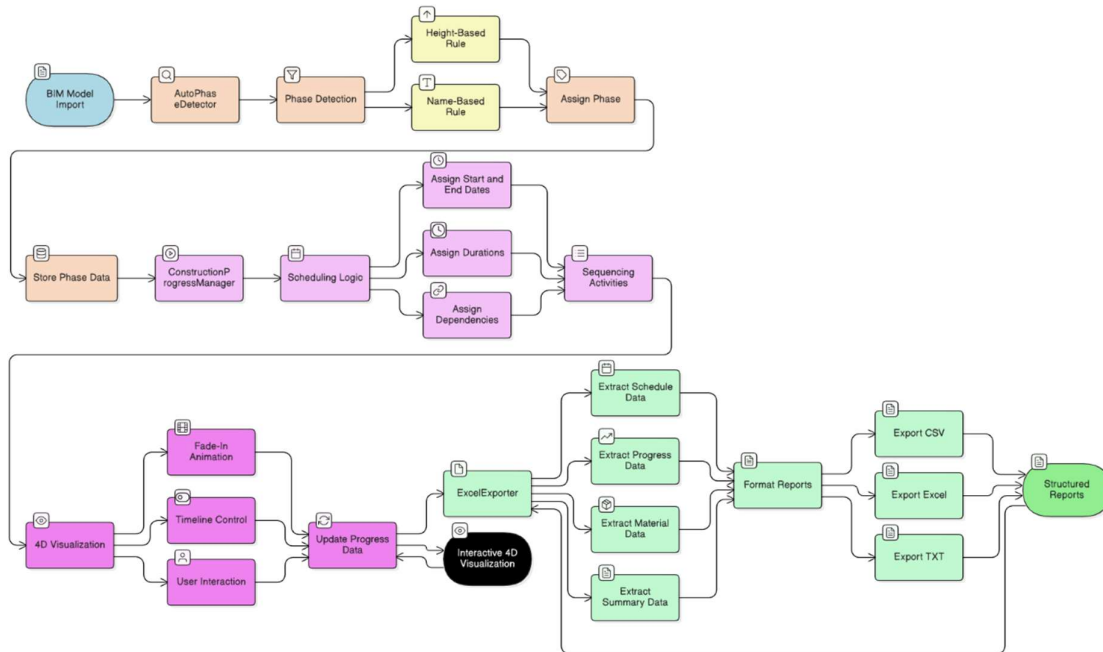 Height-Based
Rule
BIM Model
Import
AutoPhas
eDetector
Phase Detection
T
Name-Based
Rule
Assign Phase
Assign Start and
End Dates
Store Phase Data
ConstructionP
rogressManager
Scheduling Logic
Assign Durations
Sequencing
Activities
Assign
Dependencies
Extract Schedule
Data
Fade-In
Animation
Export CSV
Extract Progress
Data
ExcelExporter
Format Reports
Export Excel
Structured
Reports
4D Visualization
Timeline Control
Update Progress
Data
Interactive 4D
Visualization
Extract Material
Data
Export TXT
User Interaction
Extract
Summary Data